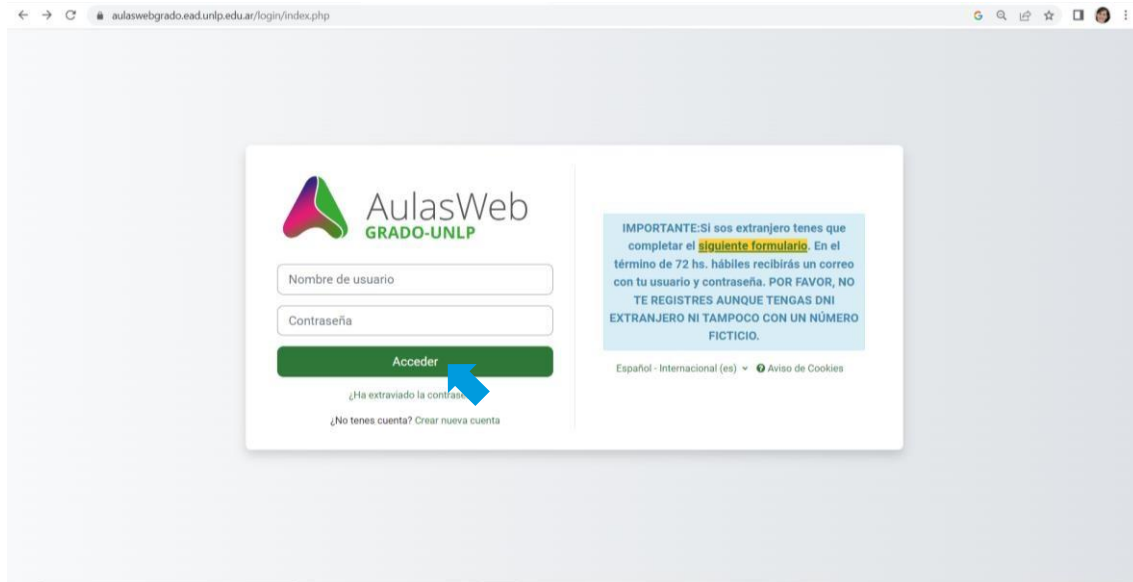 aulaswebgrado.ead.unlp.edu.ar/login/index.php
AulasWeb
GRADO-UNLP
Nombre de usuario
Contraseña
Acceder
¿Ha extraviado la
¿No tenes cuenta? Crear nueva cuenta
IMPORTANTE:Si sos extranjero tenes que
completar el siguiente formulario. En el
término de 72 hs. hábiles recibirás un correo
con tu usuario y contraseña. POR FAVOR, NO
TE REGISTRES AUNQUE TENGAS DNI
EXTRANJERO NI TAMPOCO CON UN NÚMERO
FICTICIO.
Español - Internacional (es) Aviso de Cookies